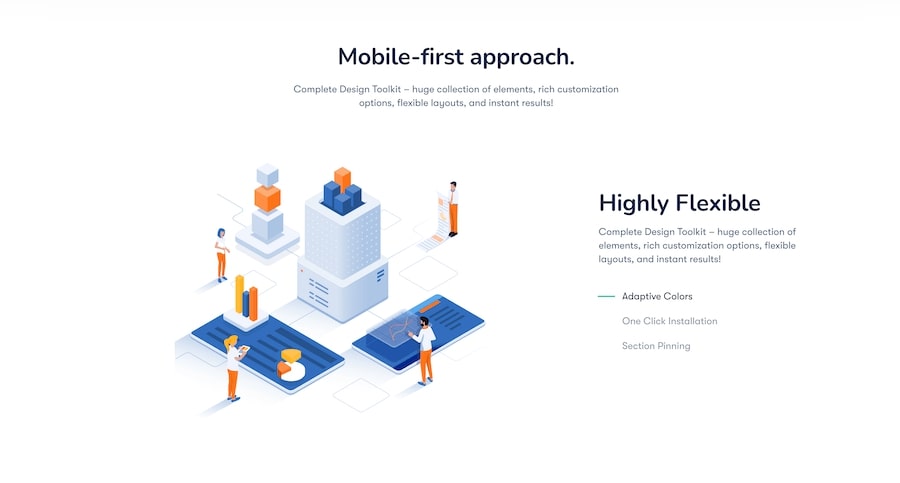 Mobile-first approach.
Complete Design Toolkit – huge collection of elements, rich customization
options, flexible layouts, and instant results!
Highly Flexible
Complete Design Toolkit – huge collection of
elements, rich customization options, flexible
layouts, and instant results!
Adaptive Colors
One Click Installation
Section Pinning